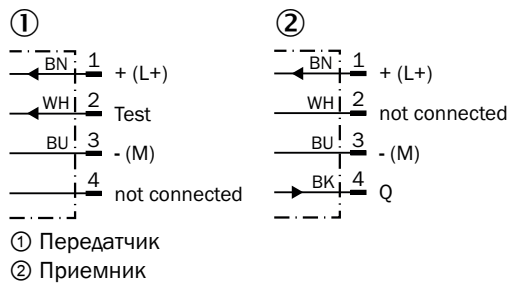 ①
BN 1 + (L+)
WH 2 Test
BU 3 - (M)
4 not connected
②
BN 1 + (L+)
WH 2 not connected
BU 3 - (M)
BK 4 Q
① Передатчик
② Приемник